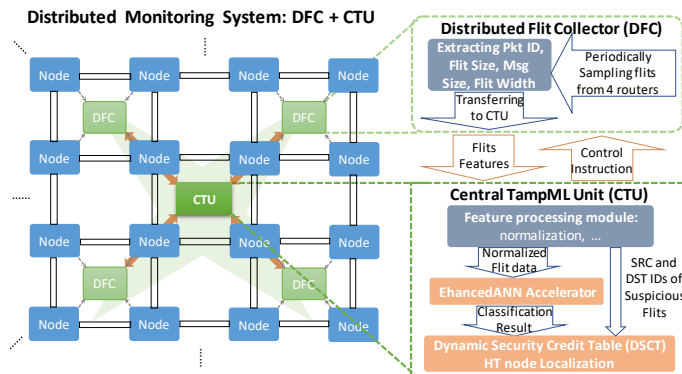 Distributed Monitoring System: DFC + CTU
Node Node Node Node
DFC DFC
Node Node Node Node
CTU
Node Node Node Node
DFC DFC
Node Node Node Node
Distributed Flit Collector (DFC)
Extracting Pkt ID,
Flit Size, Msg
Size, Flit Width
Periodically
Sampling flits
from 4 routers
Transferring
to CTU
Flits
Features
Control
Instruction
Central TampML Unit (CTU)
Feature processing module:
normalization, ...
Normalized
Flit data
SRC and
DST IDs of
Suspicious
Flits
EhancedANN Accelerator
Classification
Result
Dynamic Security Credit Table (DSCT)
HT node Localization